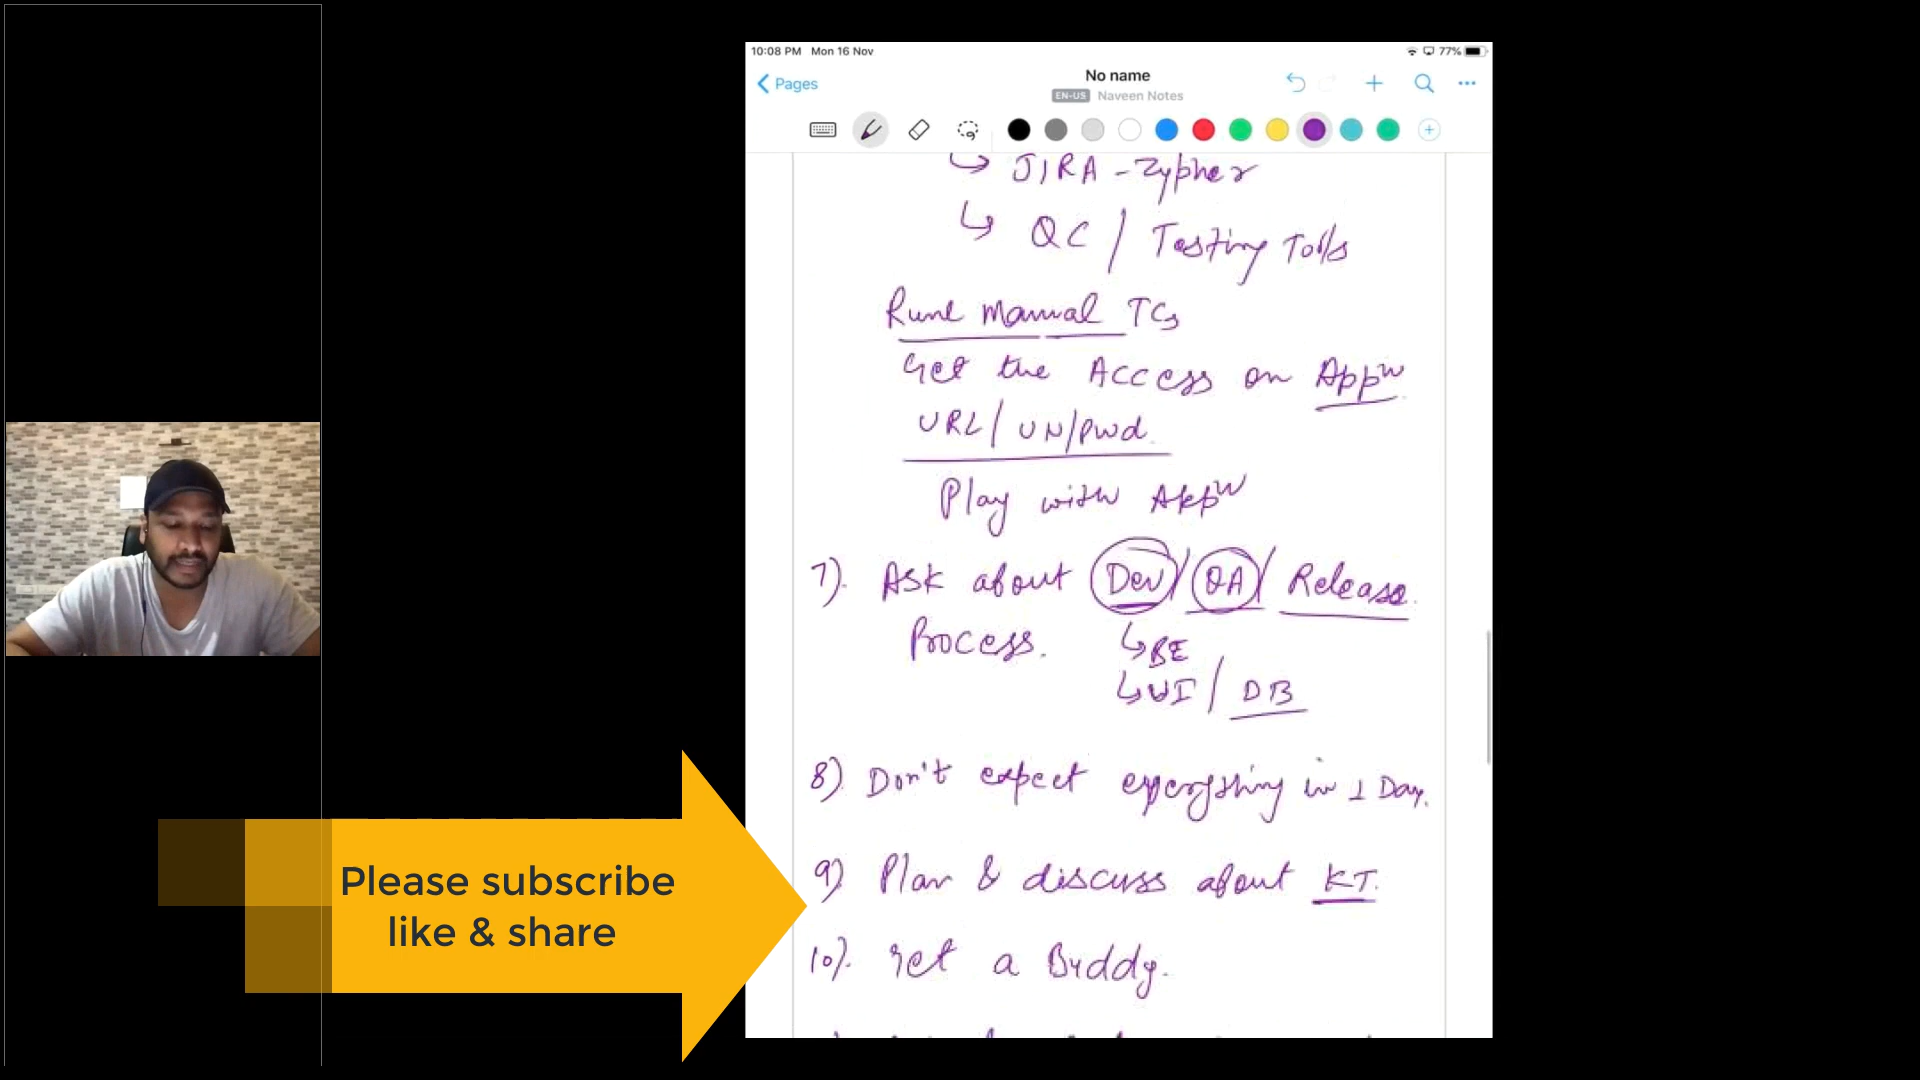 10:08 PM Mon 16 Nov
77%
Pages
No name
EN-US Naveen Notes
↳ JIRA - Zypher
↳ QC / Testing Tools
Run Manual TCs
Get the Access on Appn
URL / UN/Pwd.
Play with Appn
7). Ask about Dev / QA / Release
Process.
↳ BE
↳ UI / DB
8) Don't expect everything in 1 Day.
9) Plan & discuss about KT.
10). Get a Buddy.
Please subscribe
like & share